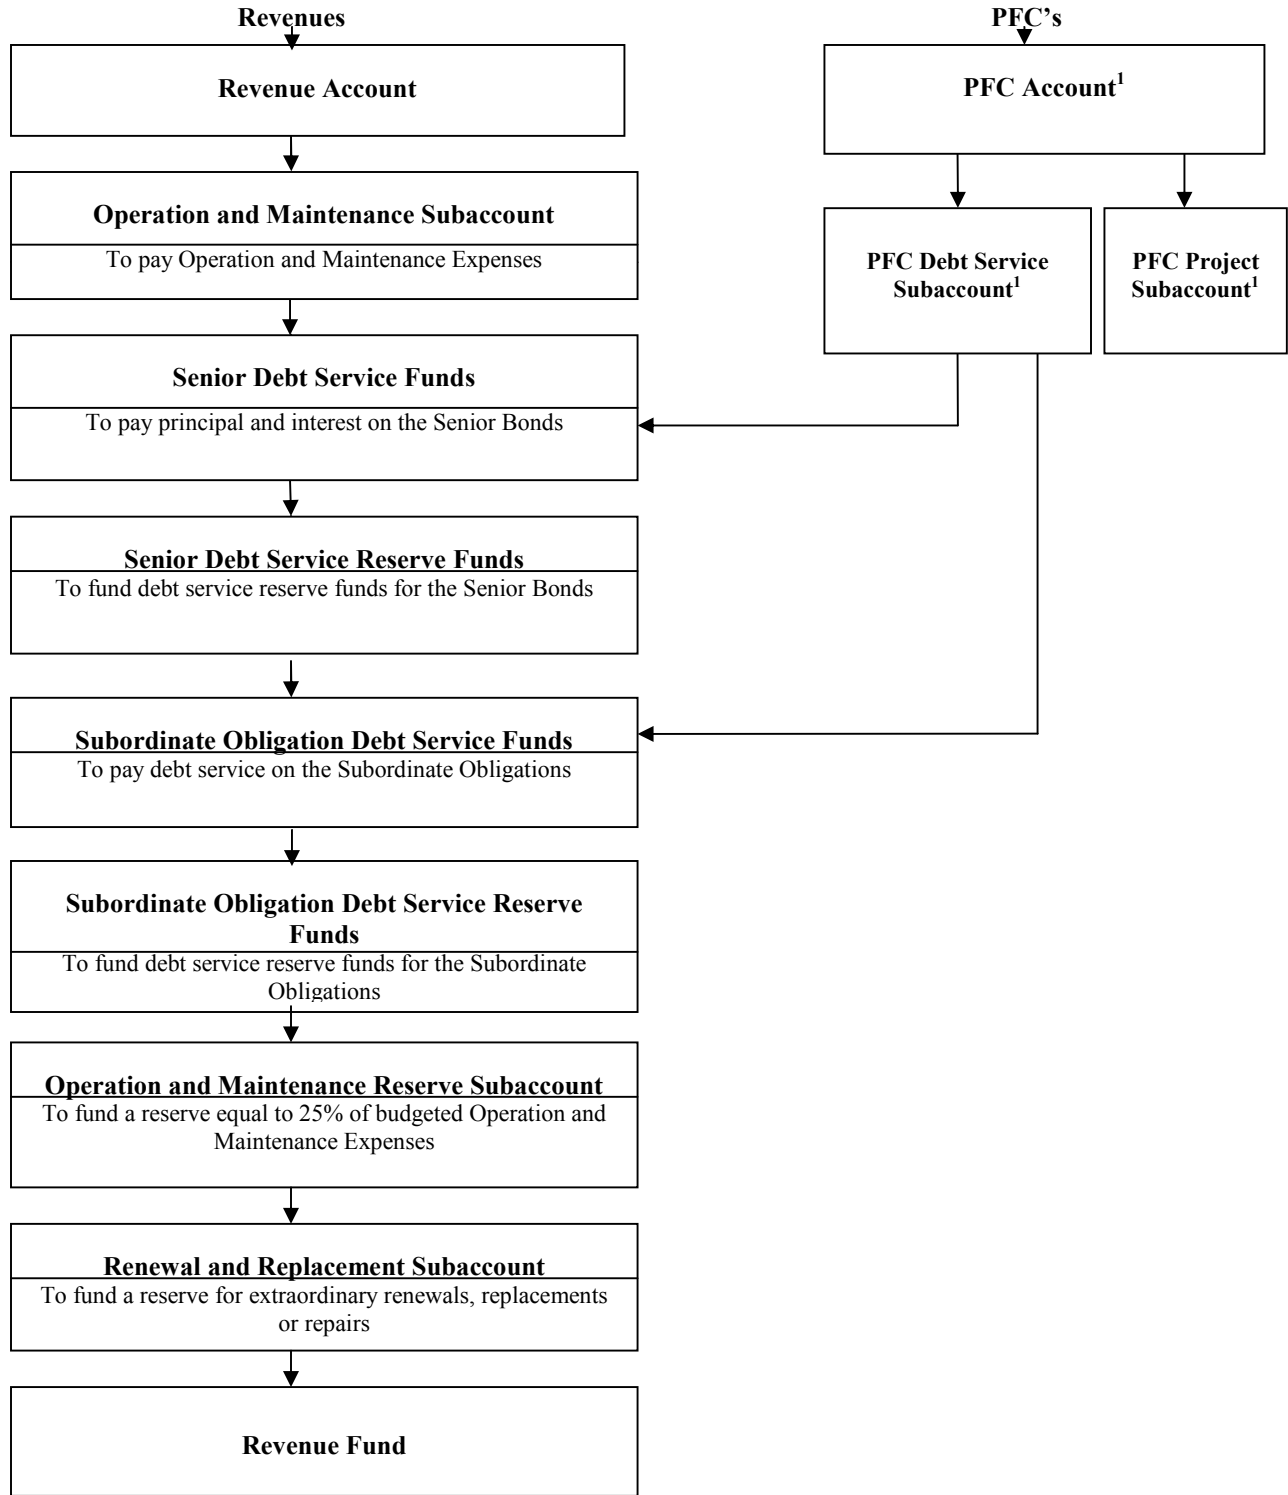 Revenues
PFC's
Revenue Account
PFC Account1
Operation and Maintenance Subaccount
To pay Operation and Maintenance Expenses
PFC Debt Service
Subaccount1
PFC Project
Subaccount1
Senior Debt Service Funds
To pay principal and interest on the Senior Bonds
Senior Debt Service Reserve Funds
To fund debt service reserve funds for the Senior Bonds
Subordinate Obligation Debt Service Funds
To pay debt service on the Subordinate Obligations
Subordinate Obligation Debt Service Reserve
Funds
To fund debt service reserve funds for the Subordinate
Obligations
Operation and Maintenance Reserve Subaccount
To fund a reserve equal to 25% of budgeted Operation and
Maintenance Expenses
Renewal and Replacement Subaccount
To fund a reserve for extraordinary renewals, replacements
or repairs
Revenue Fund